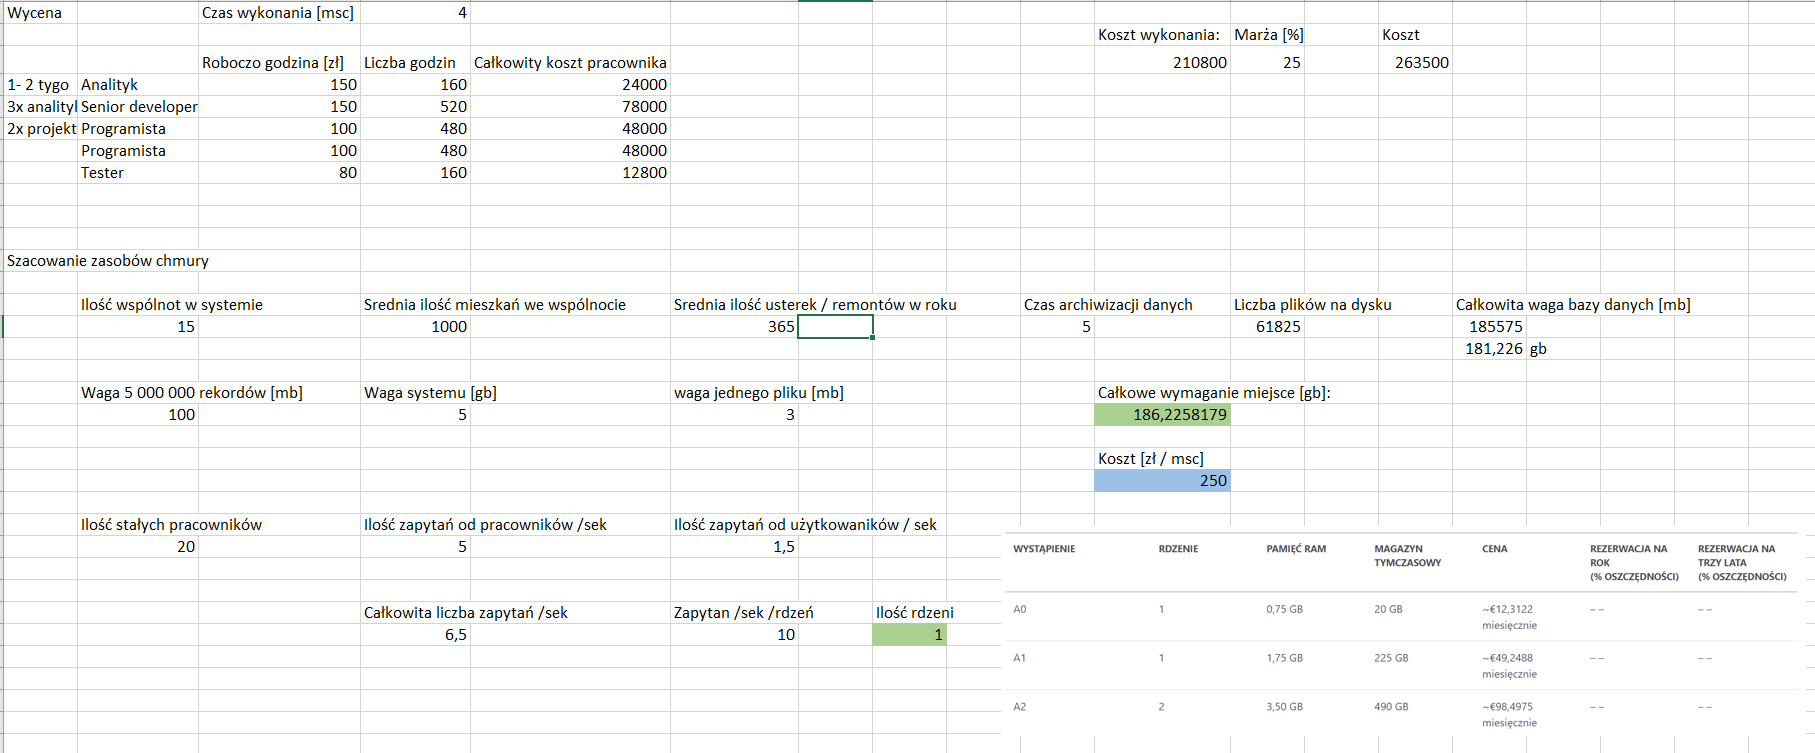 Wycena Czas wykonania [msc] 4
Koszt wykonania: Marża [%] Koszt
Roboczo godzina [zł] Liczba godzin Całkowity koszt pracownika 210800 25 263500
1- 2 tygo Analityk 150 160 24000
3x analityl Senior developer 150 520 78000
2x projekt Programista 100 480 48000
Programista 100 480 48000
Tester 80 160 12800
Szacowanie zasobów chmury
Ilość wspólnot w systemie Srednia ilość mieszkań we wspólnocie Srednia ilość usterek / remontów w roku Czas archiwizacji danych Liczba plików na dysku Całkowita waga bazy danych [mb]
15 1000 365 5 61825 185575
181,226 gb
Waga 5 000 000 rekordów [mb] Waga systemu [gb] waga jednego pliku [mb] Całkowe wymaganie miejsce [gb]:
100 5 3 186,2258179
Koszt [zł / msc]
250
Ilość stałych pracowników Ilość zapytań od pracowników /sek Ilość zapytań od użytkowaników / sek
20 5 1,5
Całkowita liczba zapytań /sek Zapytan /sek /rdzeń Ilość rdzeni
6,5 10 1
WYSTĄPIENIE RDZENIE PAMIĘĆ RAM MAGAZYN TYMCZASOWY CENA REZERWACJA NA ROK (% OSZCZĘDNOŚCI) REZERWACJA NA TRZY LATA (% OSZCZĘDNOŚCI)
A0 1 0,75 GB 20 GB ~€12,3122 miesięcznie – – – –
A1 1 1,75 GB 225 GB ~€49,2488 miesięcznie – – – –
A2 2 3,50 GB 490 GB ~€98,4975 miesięcznie – – – –